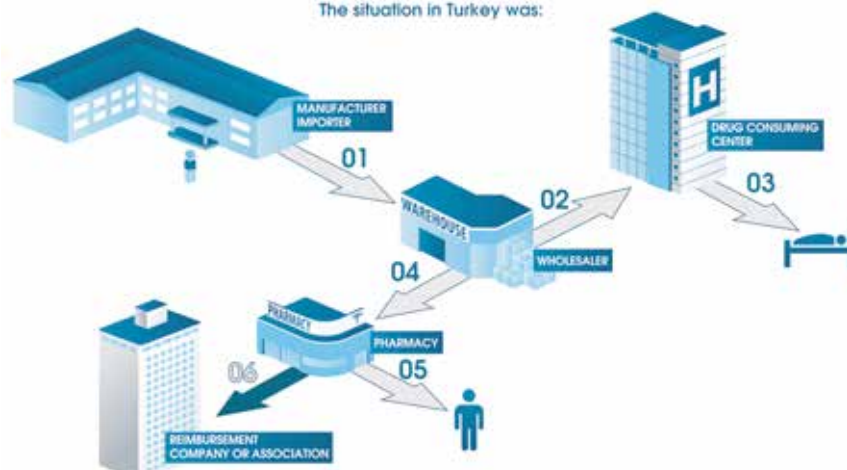 The situation in Turkey was:
MANUFACTURER
IMPORTER
01
WAREHOUSE
WHOLESALER
02
H
DRUG CONSUMING
CENTER
03
04
PHARMACY
PHARMACY
05
06
REIMBURSEMENT
COMPANY OR ASSOCIATION